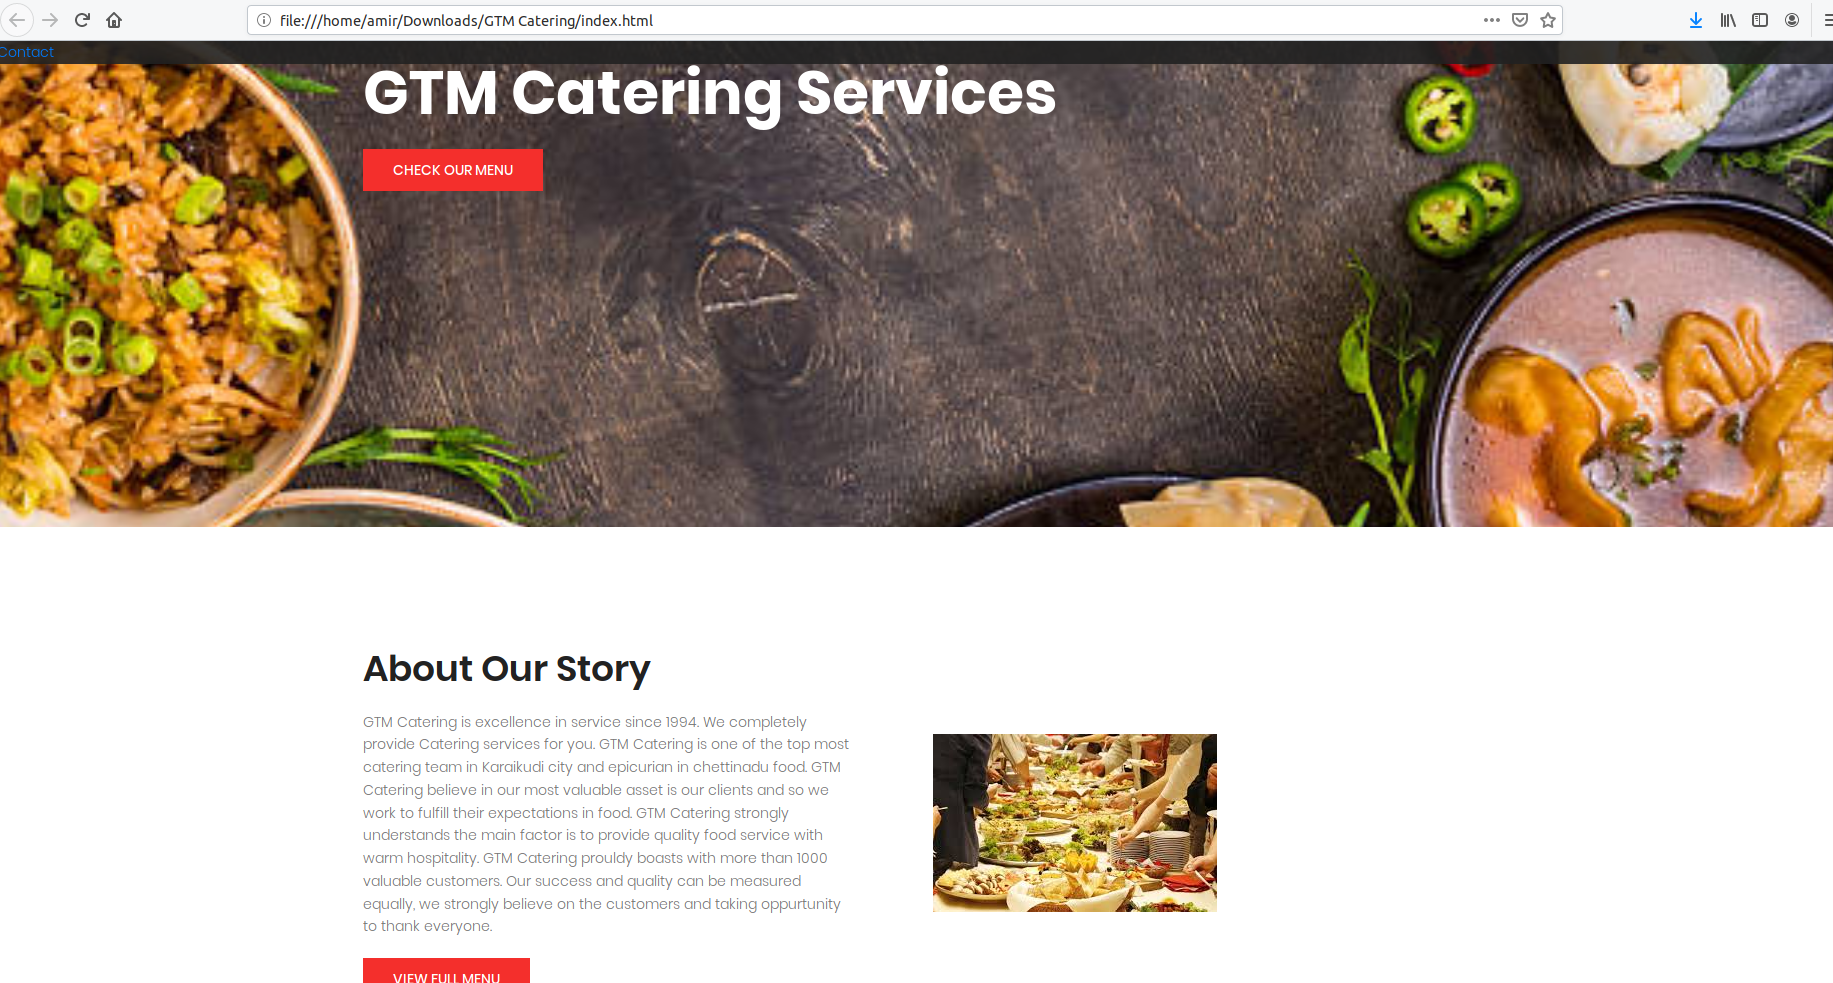 file:///home/amir/Downloads/GTM Catering/index.html
Contact
GTM Catering Services
CHECK OUR MENU
About Our Story
GTM Catering is excellence in service since 1994. We completely
provide Catering services for you. GTM Catering is one of the top most
catering team in Karaikudi city and epicurian in chettinadu food. GTM
Catering believe in our most valuable asset is our clients and so we
work to fulfill their expectations in food. GTM Catering strongly
understands the main factor is to provide quality food service with
warm hospitality. GTM Catering prouldy boasts with more than 1000
valuable customers. Our success and quality can be measured
equally, we strongly believe on the customers and taking oppurtunity
to thank everyone.
VIEW FULL MENU